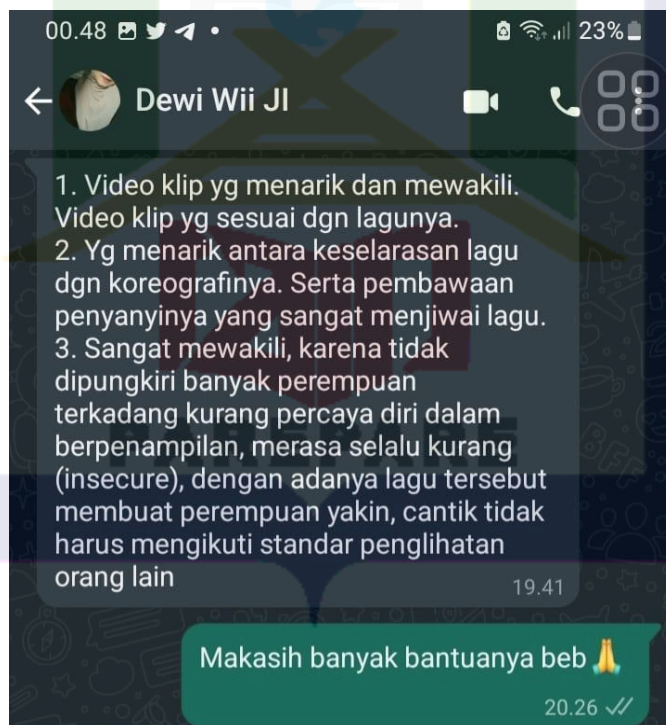 00.48
23%
Dewi Wii JI
1. Video klip yg menarik dan mewakili.
Video klip yg sesuai dgn lagunya.
2. Yg menarik antara keselarasan lagu
dgn koreografinya. Serta pembawaan
penyanyinya yang sangat menjiwai lagu.
3. Sangat mewakili, karena tidak
dipungkiri banyak perempuan
terkadang kurang percaya diri dalam
berpenampilan, merasa selalu kurang
(insecure), dengan adanya lagu tersebut
membuat perempuan yakin, cantik tidak
harus mengikuti standar penglihatan
orang lain
19.41
PAREPARE
Makasih banyak bantuanya beb 🙏
20.26